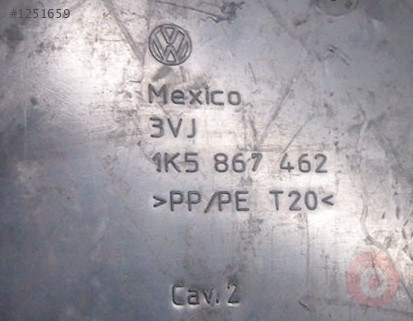 #1251659
Mexico
3VJ
1K5 867 462
>PP/PE T20<
Cav. 2